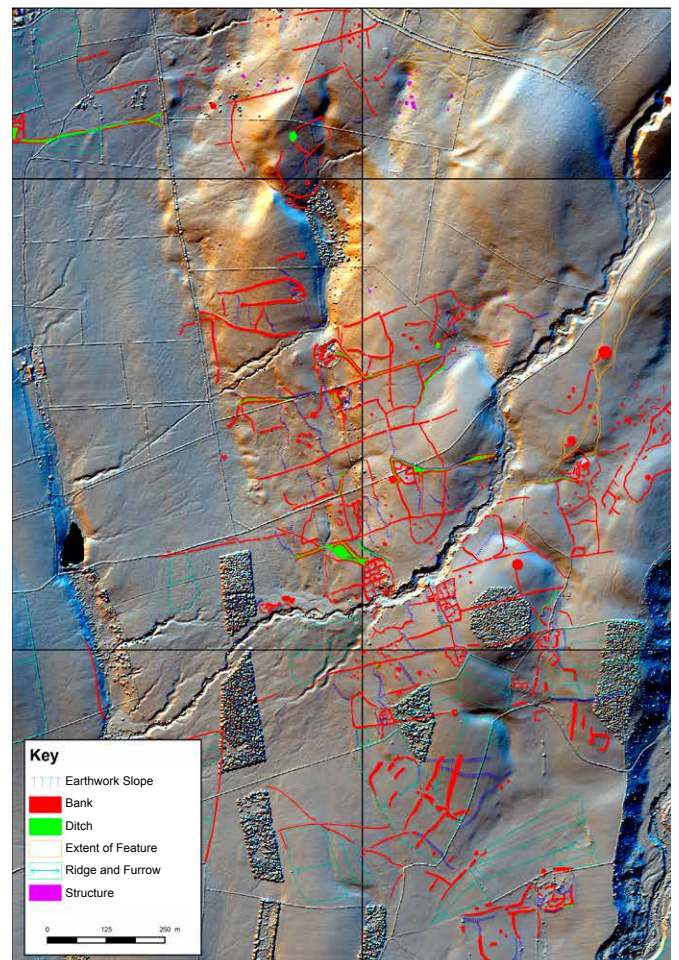 Key
Earthwork Slope
Bank
Ditch
Extent of Feature
Ridge and Furrow
Structure
0 125 250 m